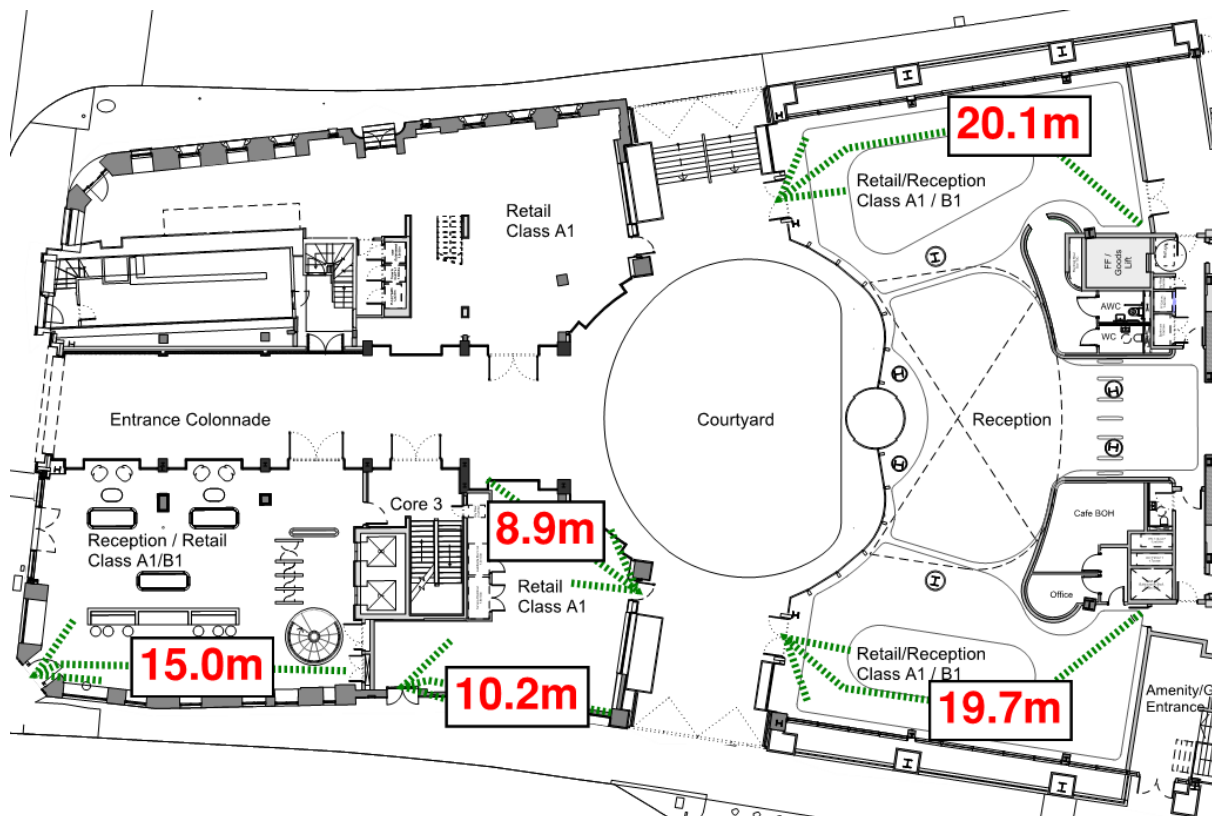 20.1m
Retail/Reception
Class A1 / B1
Retail
Class A1
FF /
Goods
Lift
AWC
WC
Entrance Colonnade
Courtyard
Reception
Core 3
8.9m
Cafe BOH
Reception / Retail
Class A1/B1
Retail
Class A1
Office
15.0m
10.2m
Retail/Reception
Class A1 / B1
19.7m
Amenity/G
Entrance
H
H
H
H
H
H
H
H
H
H